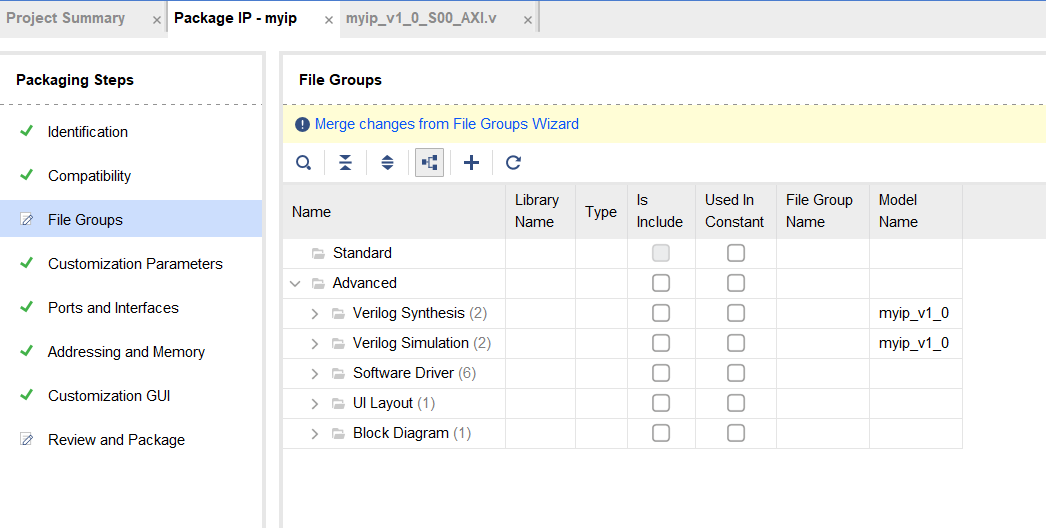 Project Summary × Package IP - myip × myip_v1_0_S00_AXI.v ×
Packaging Steps
Identification
Compatibility
File Groups
Customization Parameters
Ports and Interfaces
Addressing and Memory
Customization GUI
Review and Package
File Groups
Merge changes from File Groups Wizard
Name Library Name Type Is Include Used In Constant File Group Name Model Name
Standard
Advanced
Verilog Synthesis (2) myip_v1_0
Verilog Simulation (2) myip_v1_0
Software Driver (6)
UI Layout (1)
Block Diagram (1)